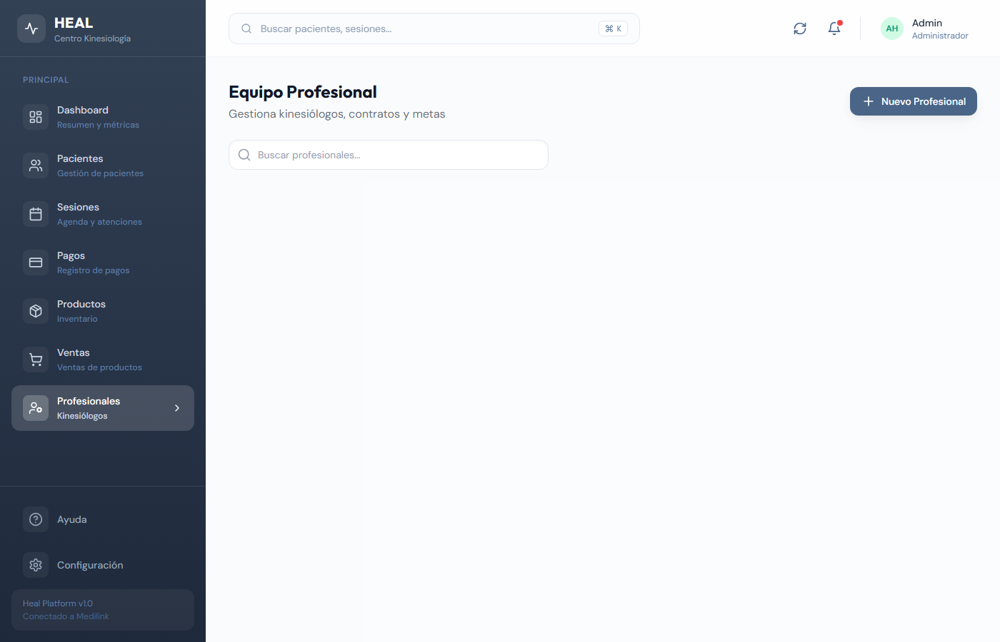 HEAL
Centro Kinesiología
PRINCIPAL
Dashboard
Resumen y métricas
Pacientes
Gestión de pacientes
Sesiones
Agenda y atenciones
Pagos
Registro de pagos
Productos
Inventario
Ventas
Ventas de productos
Profesionales
Kinesiólogos
Ayuda
Configuración
Heal Platform v1.0
Conectado a Medilink
Buscar pacientes, sesiones...
⌘ K
AH
Admin
Administrador
Equipo Profesional
Gestiona kinesiólogos, contratos y metas
Nuevo Profesional
Buscar profesionales...